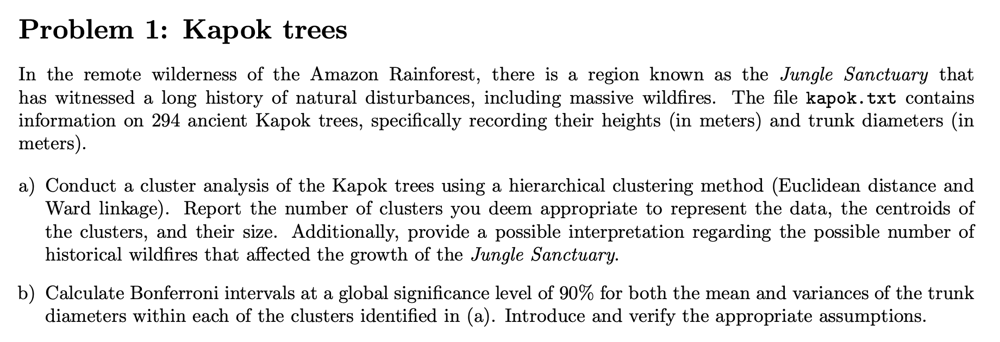 Problem 1: Kapok trees
In the remote wilderness of the Amazon Rainforest, there is a region known as the Jungle Sanctuary that
has witnessed a long history of natural disturbances, including massive wildfires. The file kapok.txt contains
information on 294 ancient Kapok trees, specifically recording their heights (in meters) and trunk diameters (in
meters).
a) Conduct a cluster analysis of the Kapok trees using a hierarchical clustering method (Euclidean distance and
Ward linkage). Report the number of clusters you deem appropriate to represent the data, the centroids of
the clusters, and their size. Additionally, provide a possible interpretation regarding the possible number of
historical wildfires that affected the growth of the Jungle Sanctuary.
b) Calculate Bonferroni intervals at a global significance level of 90% for both the mean and variances of the trunk
diameters within each of the clusters identified in (a). Introduce and verify the appropriate assumptions.